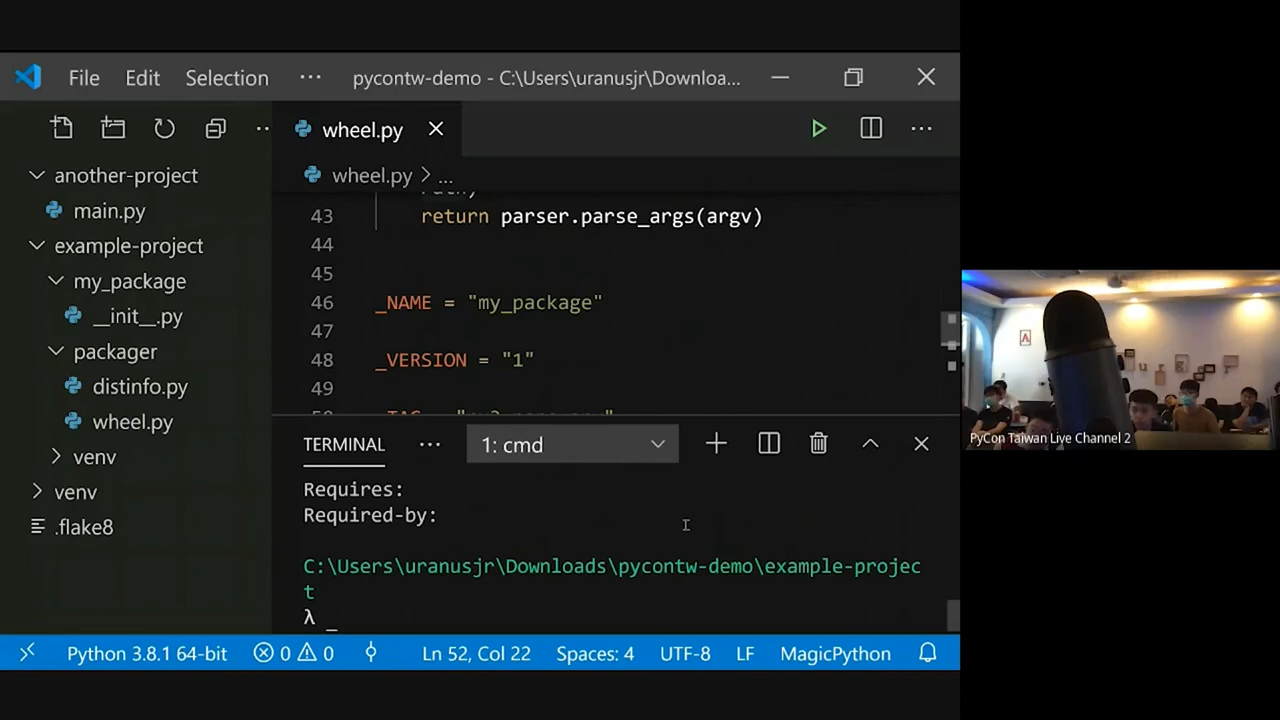 File Edit Selection ··· pycontw-demo - C:\Users\uranusjr\Downloa...
wheel.py
another-project
main.py
example-project
my_package
__init__.py
packager
distinfo.py
wheel.py
venv
venv
.flake8
wheel.py > ...
43 return parser.parse_args(argv)
44
45
46 _NAME = "my_package"
47
48 _VERSION = "1"
49
TERMINAL ··· 1: cmd
Requires:
Required-by:
C:\Users\uranusjr\Downloads\pycontw-demo\example-projec
t
λ _
Python 3.8.1 64-bit 0 0 Ln 52, Col 22 Spaces: 4 UTF-8 LF MagicPython
A
PyCon Taiwan Live Channel 2